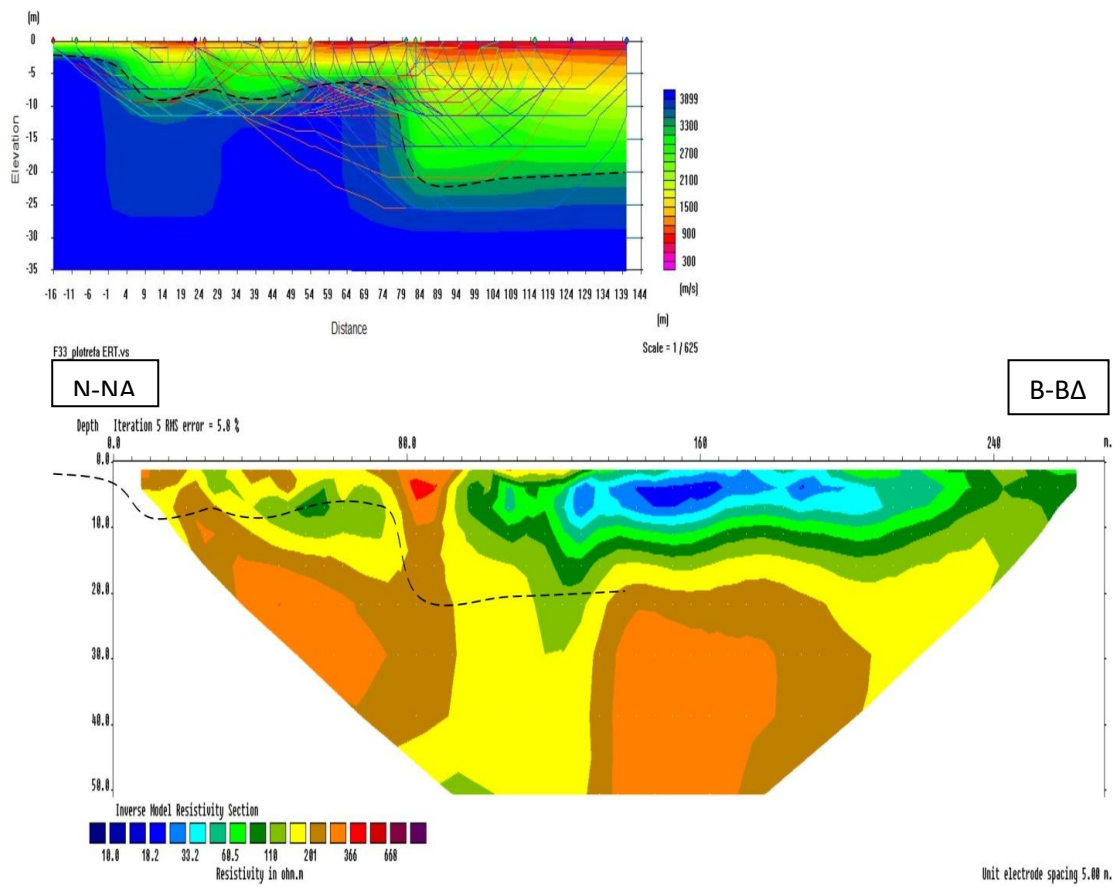 (m)
0
-5
-10
-15
-20
-25
-30
-35
Elevation
-16 -11 -6 -1 4 9 14 19 24 29 34 39 44 49 54 59 64 69 74 79 84 89 94 99 104 109 114 119 124 129 134 139 144
Distance
3899
3300
2700
2100
1500
900
300
(m/s)
(m)
Scale = 1 / 625
F33_plotrefa ERT.vs
N-NΔ
Β-ΒΔ
Depth Iteration 5 RMS error = 5.8 %
0.0 80.0 160 240 m.
0.0
10.0
20.0
30.0
40.0
50.0
Inverse Model Resistivity Section
10.0 18.2 33.2 60.5 110 201 366 668
Resistivity in ohm.m
Unit electrode spacing 5.00 m.